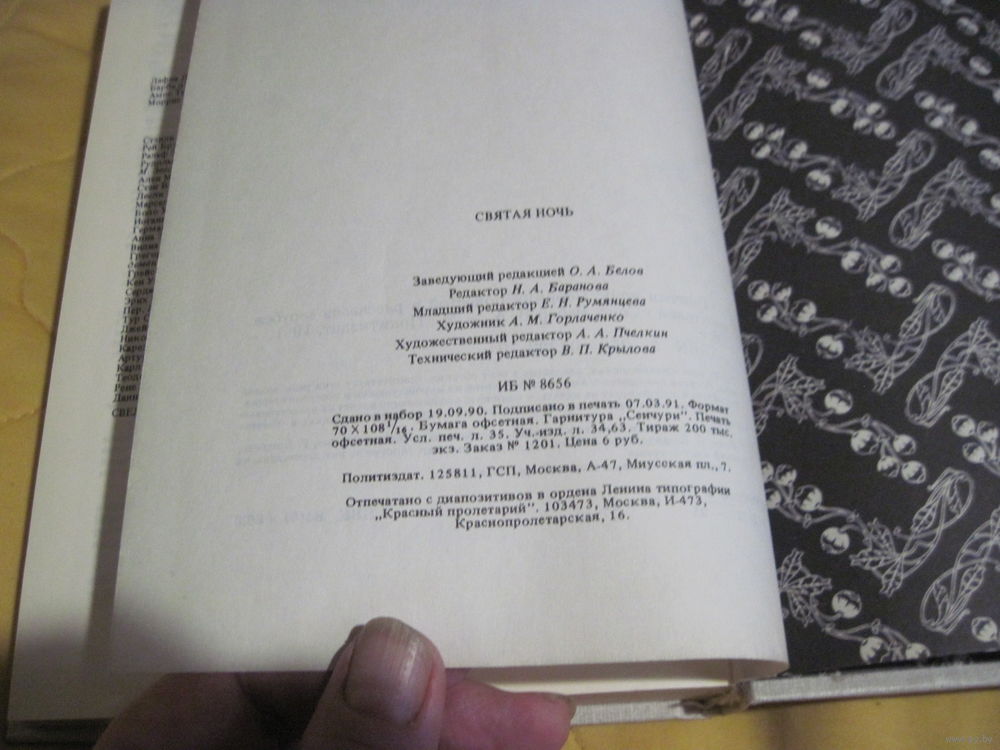 СВЯТАЯ НОЧЬ
Заведующий редакцией О. А. Белов
Редактор Н. А. Баранова
Младший редактор Е. Н. Румянцева
Художник А. М. Горлаченко
Художественный редактор А. А. Пчелкин
Технический редактор В. П. Крылова
ИБ № 8656
Сдано в набор 19.09.90. Подписано в печать 07.03.91. Формат
70 × 108 1/16. Бумага офсетная. Гарнитура „Сенчури". Печать
офсетная. Усл. печ. л. 35. Уч.-изд. л. 34,63. Тираж 200 тыс.
экз. Заказ № 1201. Цена 6 руб.
Политиздат. 125811, ГСП, Москва, А-47, Миусская пл., 7.
Отпечатано с диапозитивов в ордена Ленина типографии
„Красный пролетарий". 103473, Москва, И-473,
Краснопролетарская, 16.